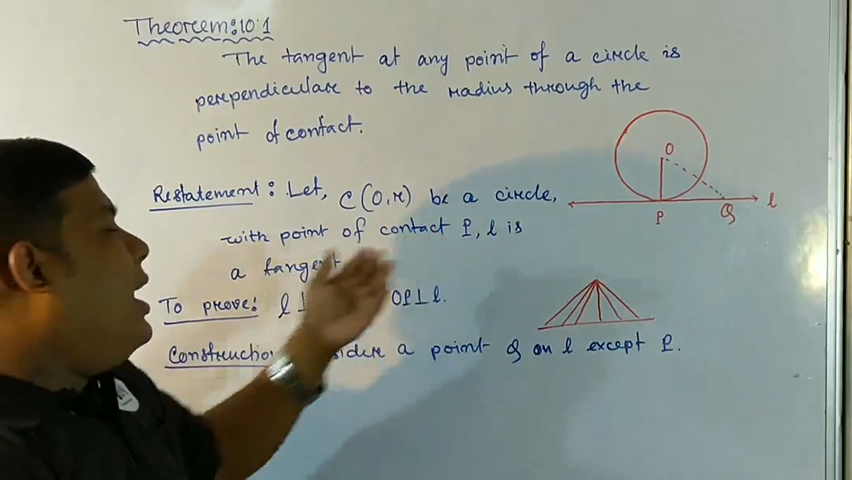 Theorem:10.1
The tangent at any point of a circle is
perpendicular to the radius through the
point of contact.
Restatement: Let, C(O,r) be a circle,
with point of contact P, l is
a tangent
To prove: l OP⊥l.
Construction a point Q on l except P.
O
P
Q
l